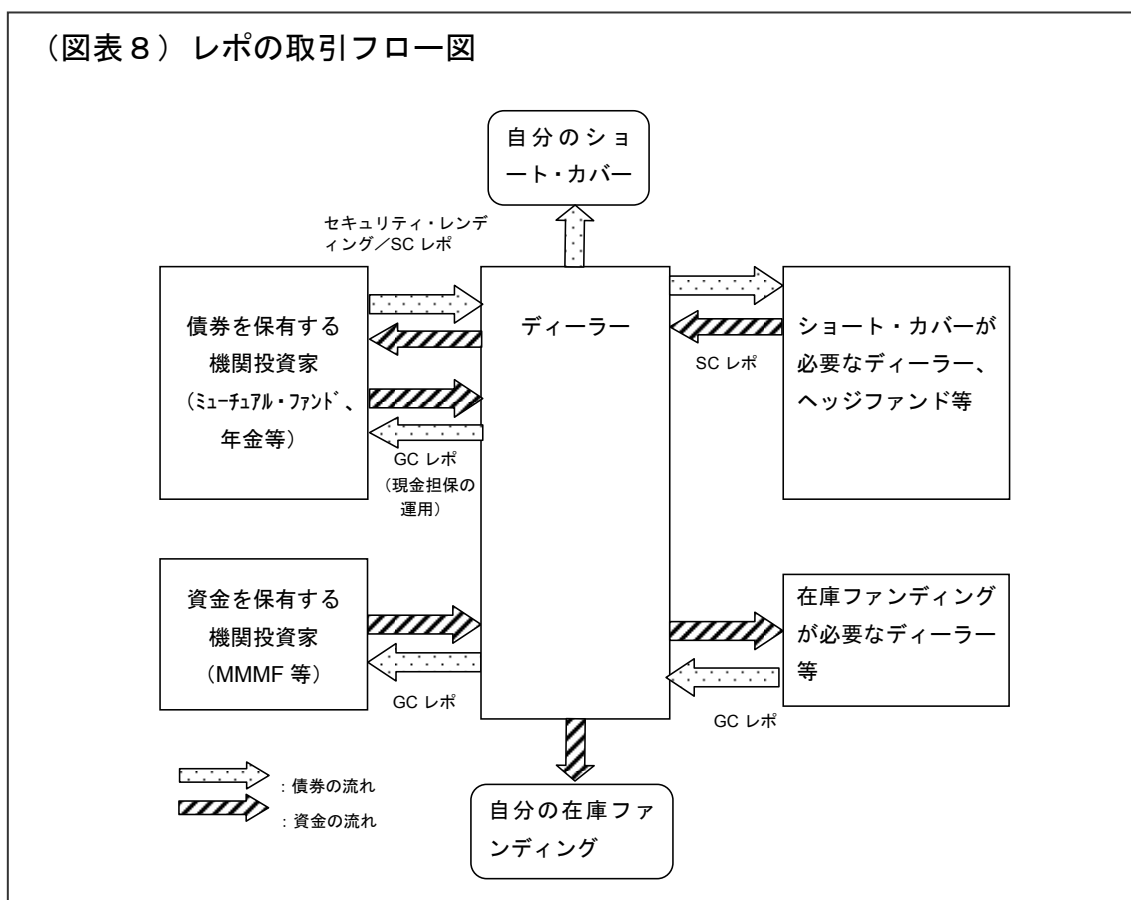 （図表８）レポの取引フロー図
自分のショ
ート・カバー
セキュリティ・レンデ
ィング／SC レポ
債券を保有する
機関投資家
（ﾐｭｰﾁｭｱﾙ・ﾌｧﾝﾄﾞ、
年金等）
ディーラー
ショート・カバーが
必要なディーラー、
ヘッジファンド等
SC レポ
GC レポ
（現金担保の
運用）
資金を保有する
機関投資家
（MMMF 等）
GC レポ
在庫ファンディング
が必要なディーラー
等
GC レポ
：債券の流れ
：資金の流れ
自分の在庫ファ
ンディング